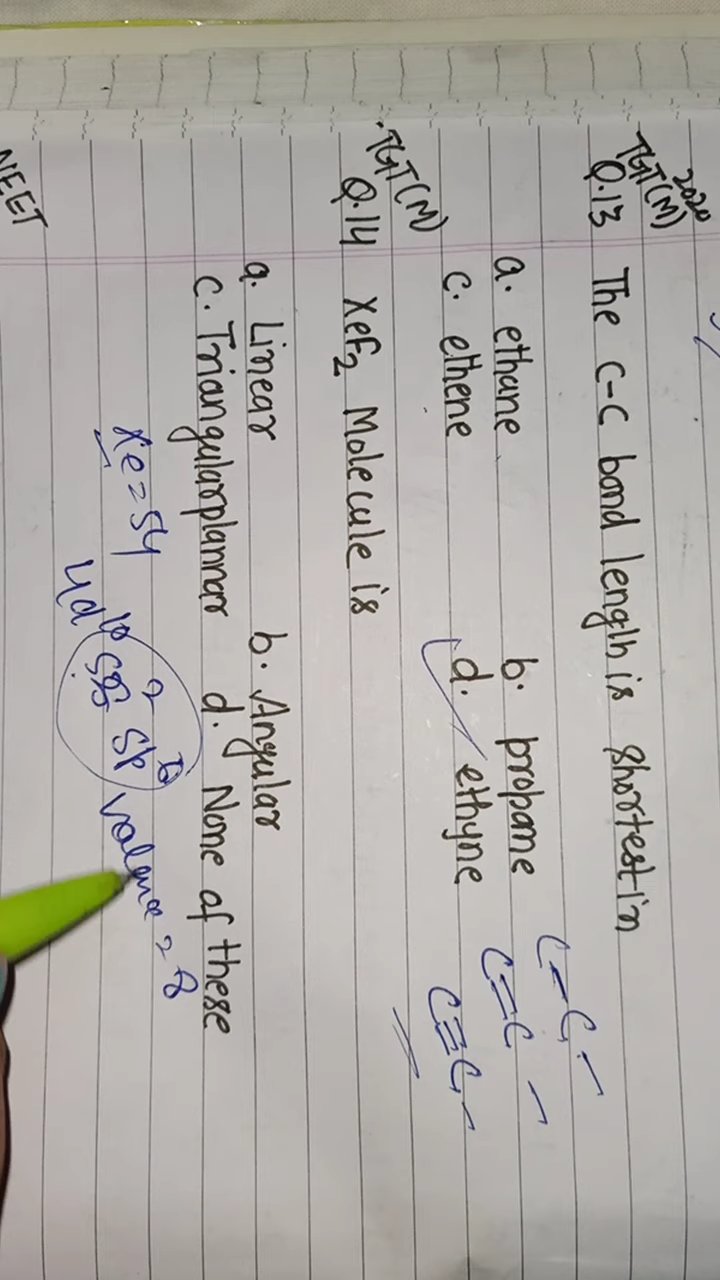 2020
TGT(M)
Q.13 The C-C bond length is shortest in
a. ethane b. propane
c. ethene d. ethyne
C-C,-
C=C -
C≡C,-
TGT(M)
Q.14 XeF₂ Molecule is
a. Linear b. Angular
c. Triangularplannar d. None of these
Xe=54
4d¹⁰ 5s² 5p⁶ valence = 8
NEET